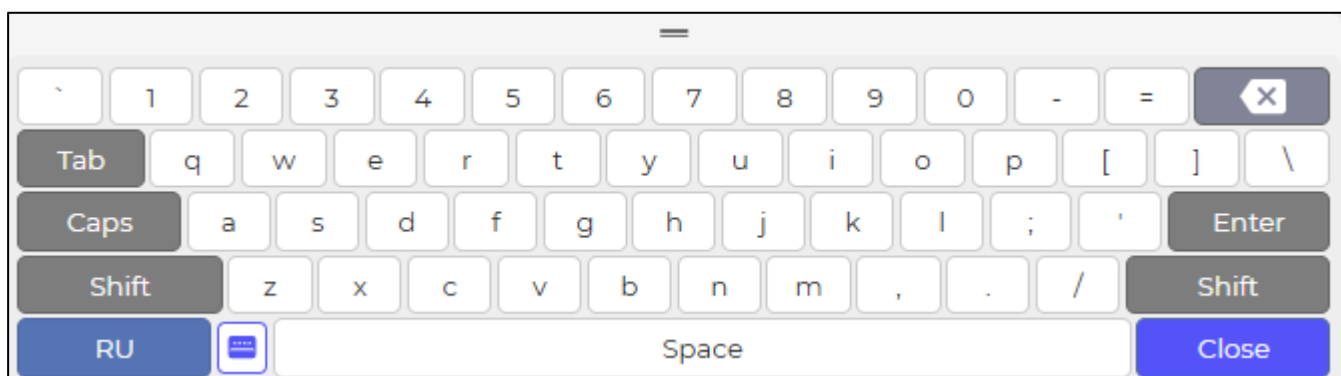 ` 1 2 3 4 5 6 7 8 9 0 - =
Tab q w e r t y u i o p [ ] \
Caps a s d f g h j k l ; ' Enter
Shift z x c v b n m , . / Shift
RU Space Close